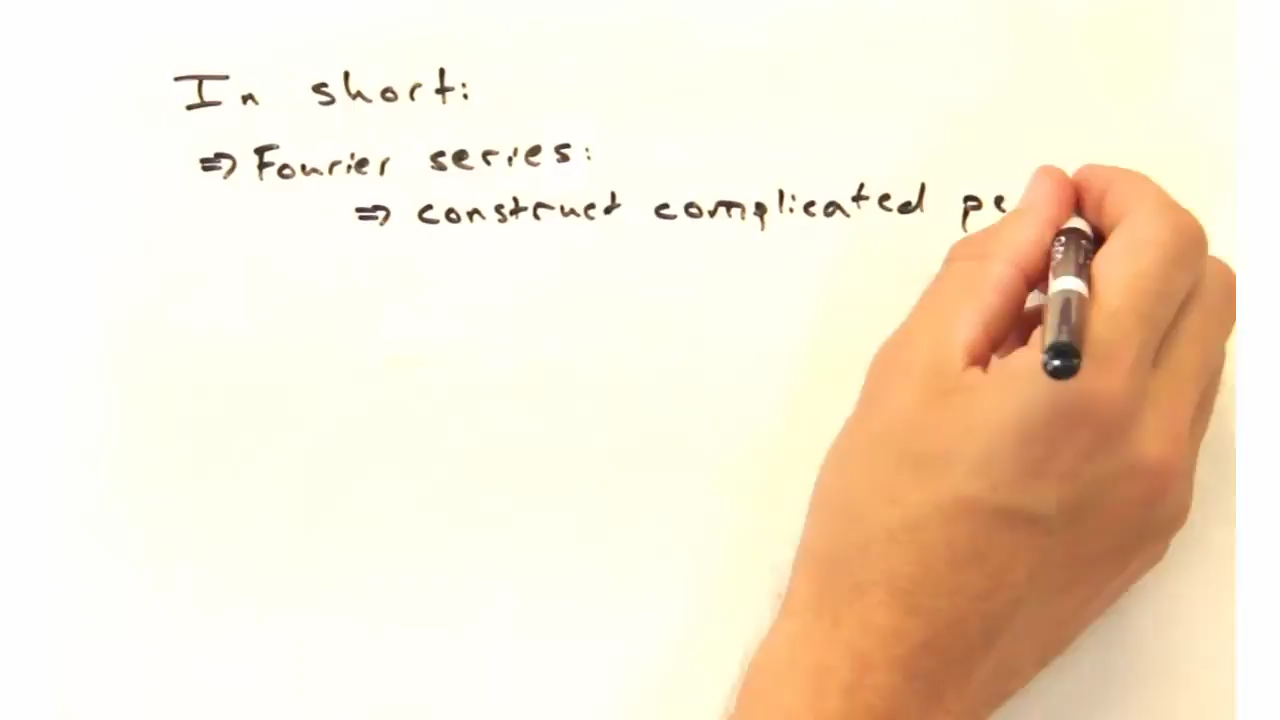 In short:
⇒ Fourier series:
⇒ construct complicated pe